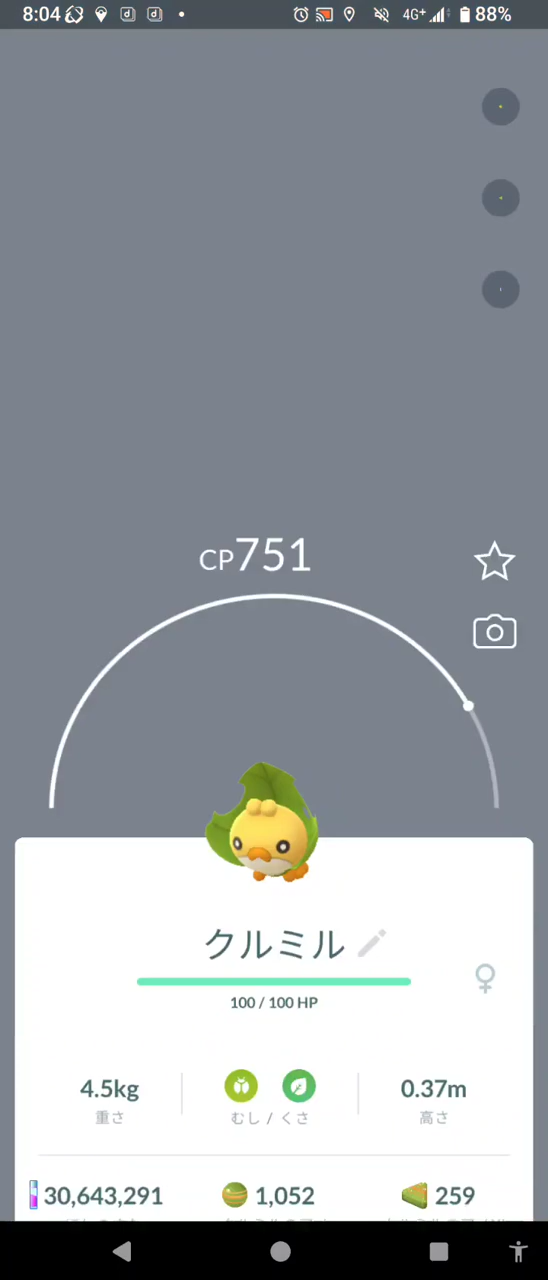 8:04
4G+ 88%
CP751
クルミル
100 / 100 HP
4.5kg
重さ
むし / くさ
0.37m
高さ
30,643,291
1,052
259